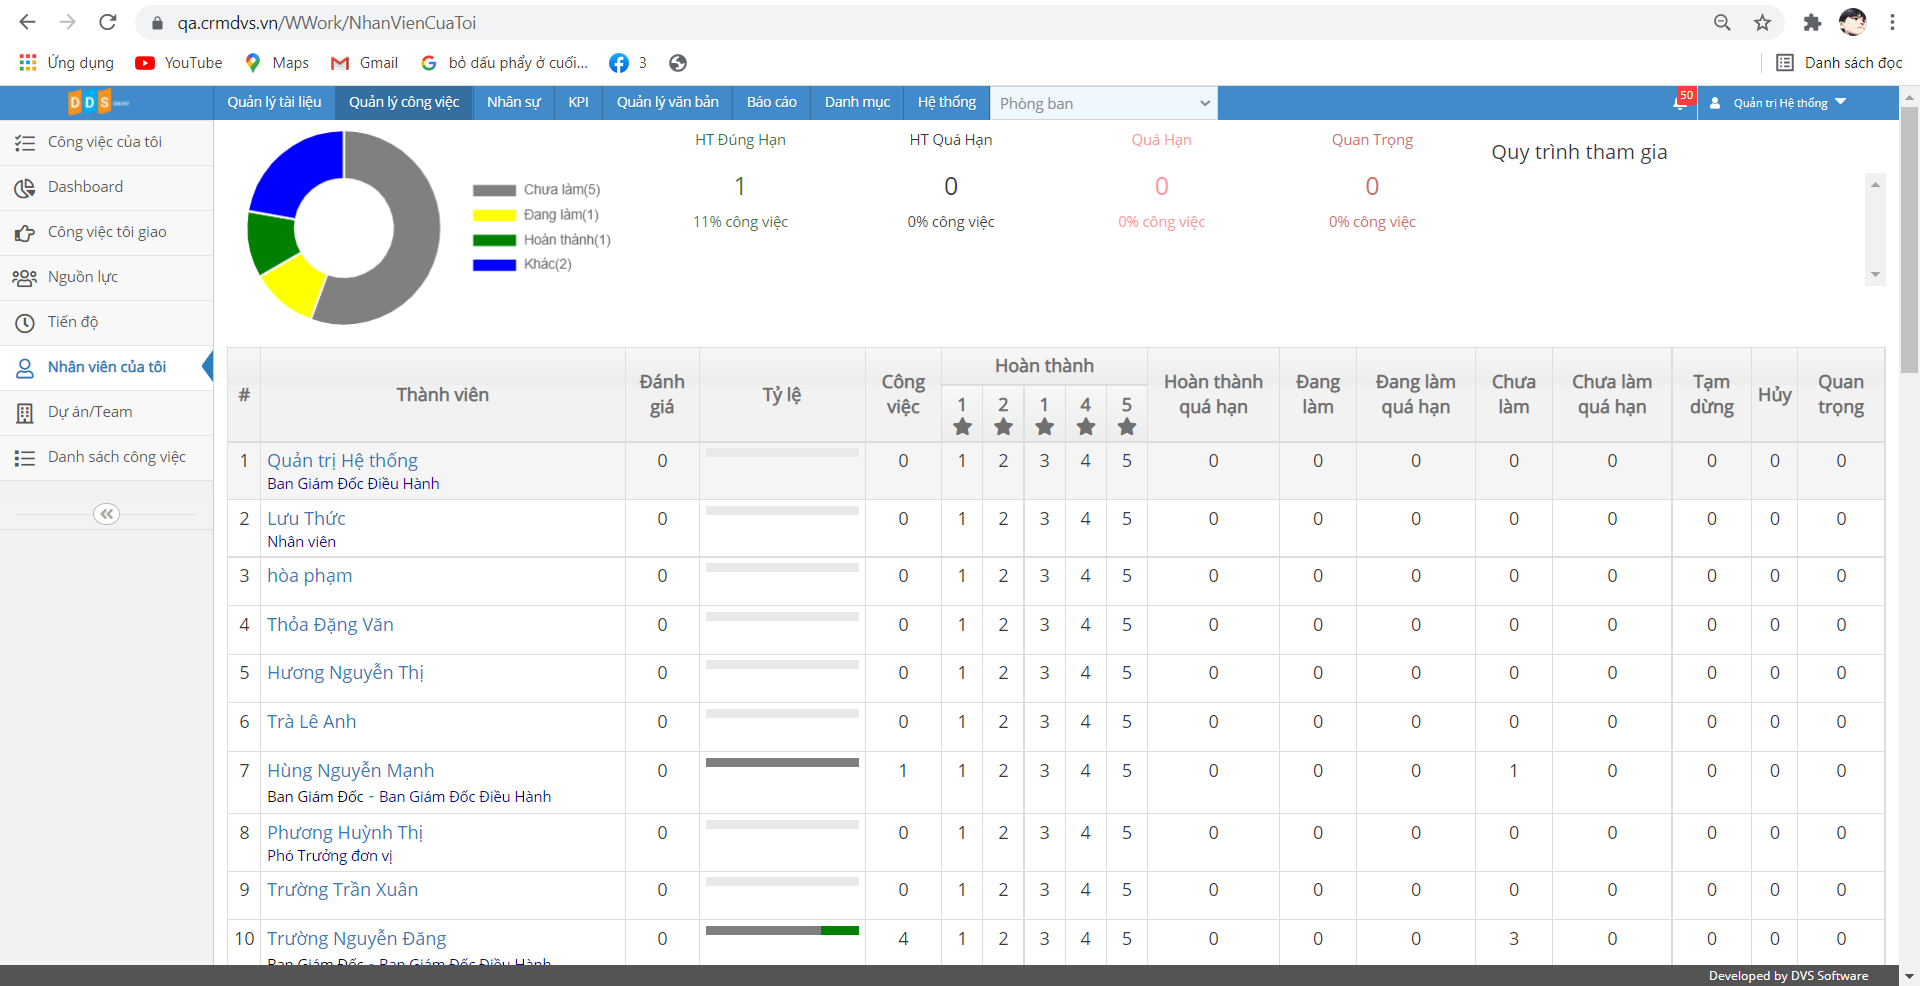 qa.crmdvs.vn/WWork/NhanVienCuaToi
Ứng dụng YouTube Maps Gmail bỏ dấu phẩy ở cuối... 3 Danh sách đọc
DDS SMART Quản lý tài liệu Quản lý công việc Nhân sự KPI Quản lý văn bản Báo cáo Danh mục Hệ thống Phòng ban 50 Quản trị Hệ thống
Công việc của tôi
Dashboard
Công việc tôi giao
Nguồn lực
Tiến độ
Nhân viên của tôi
Dự án/Team
Danh sách công việc
Chưa làm(5)
Đang làm(1)
Hoàn thành(1)
Khác(2)
HT Đúng Hạn HT Quá Hạn Quá Hạn Quan Trọng
1 0 0 0
11% công việc 0% công việc 0% công việc 0% công việc
Quy trình tham gia
# Thành viên Đánh giá Tỷ lệ Công việc Hoàn thành Hoàn thành quá hạn Đang làm Đang làm quá hạn Chưa làm Chưa làm quá hạn Tạm dừng Hủy Quan trọng
1 2 1 4 5
1 Quản trị Hệ thống 0 0 1 2 3 4 5 0 0 0 0 0 0 0 0
Ban Giám Đốc Điều Hành
2 Lưu Thức 0 0 1 2 3 4 5 0 0 0 0 0 0 0 0
Nhân viên
3 hòa phạm 0 0 1 2 3 4 5 0 0 0 0 0 0 0 0
4 Thỏa Đặng Văn 0 0 1 2 3 4 5 0 0 0 0 0 0 0 0
5 Hương Nguyễn Thị 0 0 1 2 3 4 5 0 0 0 0 0 0 0 0
6 Trà Lê Anh 0 0 1 2 3 4 5 0 0 0 0 0 0 0 0
7 Hùng Nguyễn Mạnh 0 1 1 2 3 4 5 0 0 0 1 0 0 0 0
Ban Giám Đốc - Ban Giám Đốc Điều Hành
8 Phương Huỳnh Thị 0 0 1 2 3 4 5 0 0 0 0 0 0 0 0
Phó Trưởng đơn vị
9 Trường Trần Xuân 0 0 1 2 3 4 5 0 0 0 0 0 0 0 0
10 Trường Nguyễn Đăng 0 4 1 2 3 4 5 0 0 0 3 0 0 0 0
Ban Giám Đốc - Ban Giám Đốc Điều Hành
Developed by DVS Software